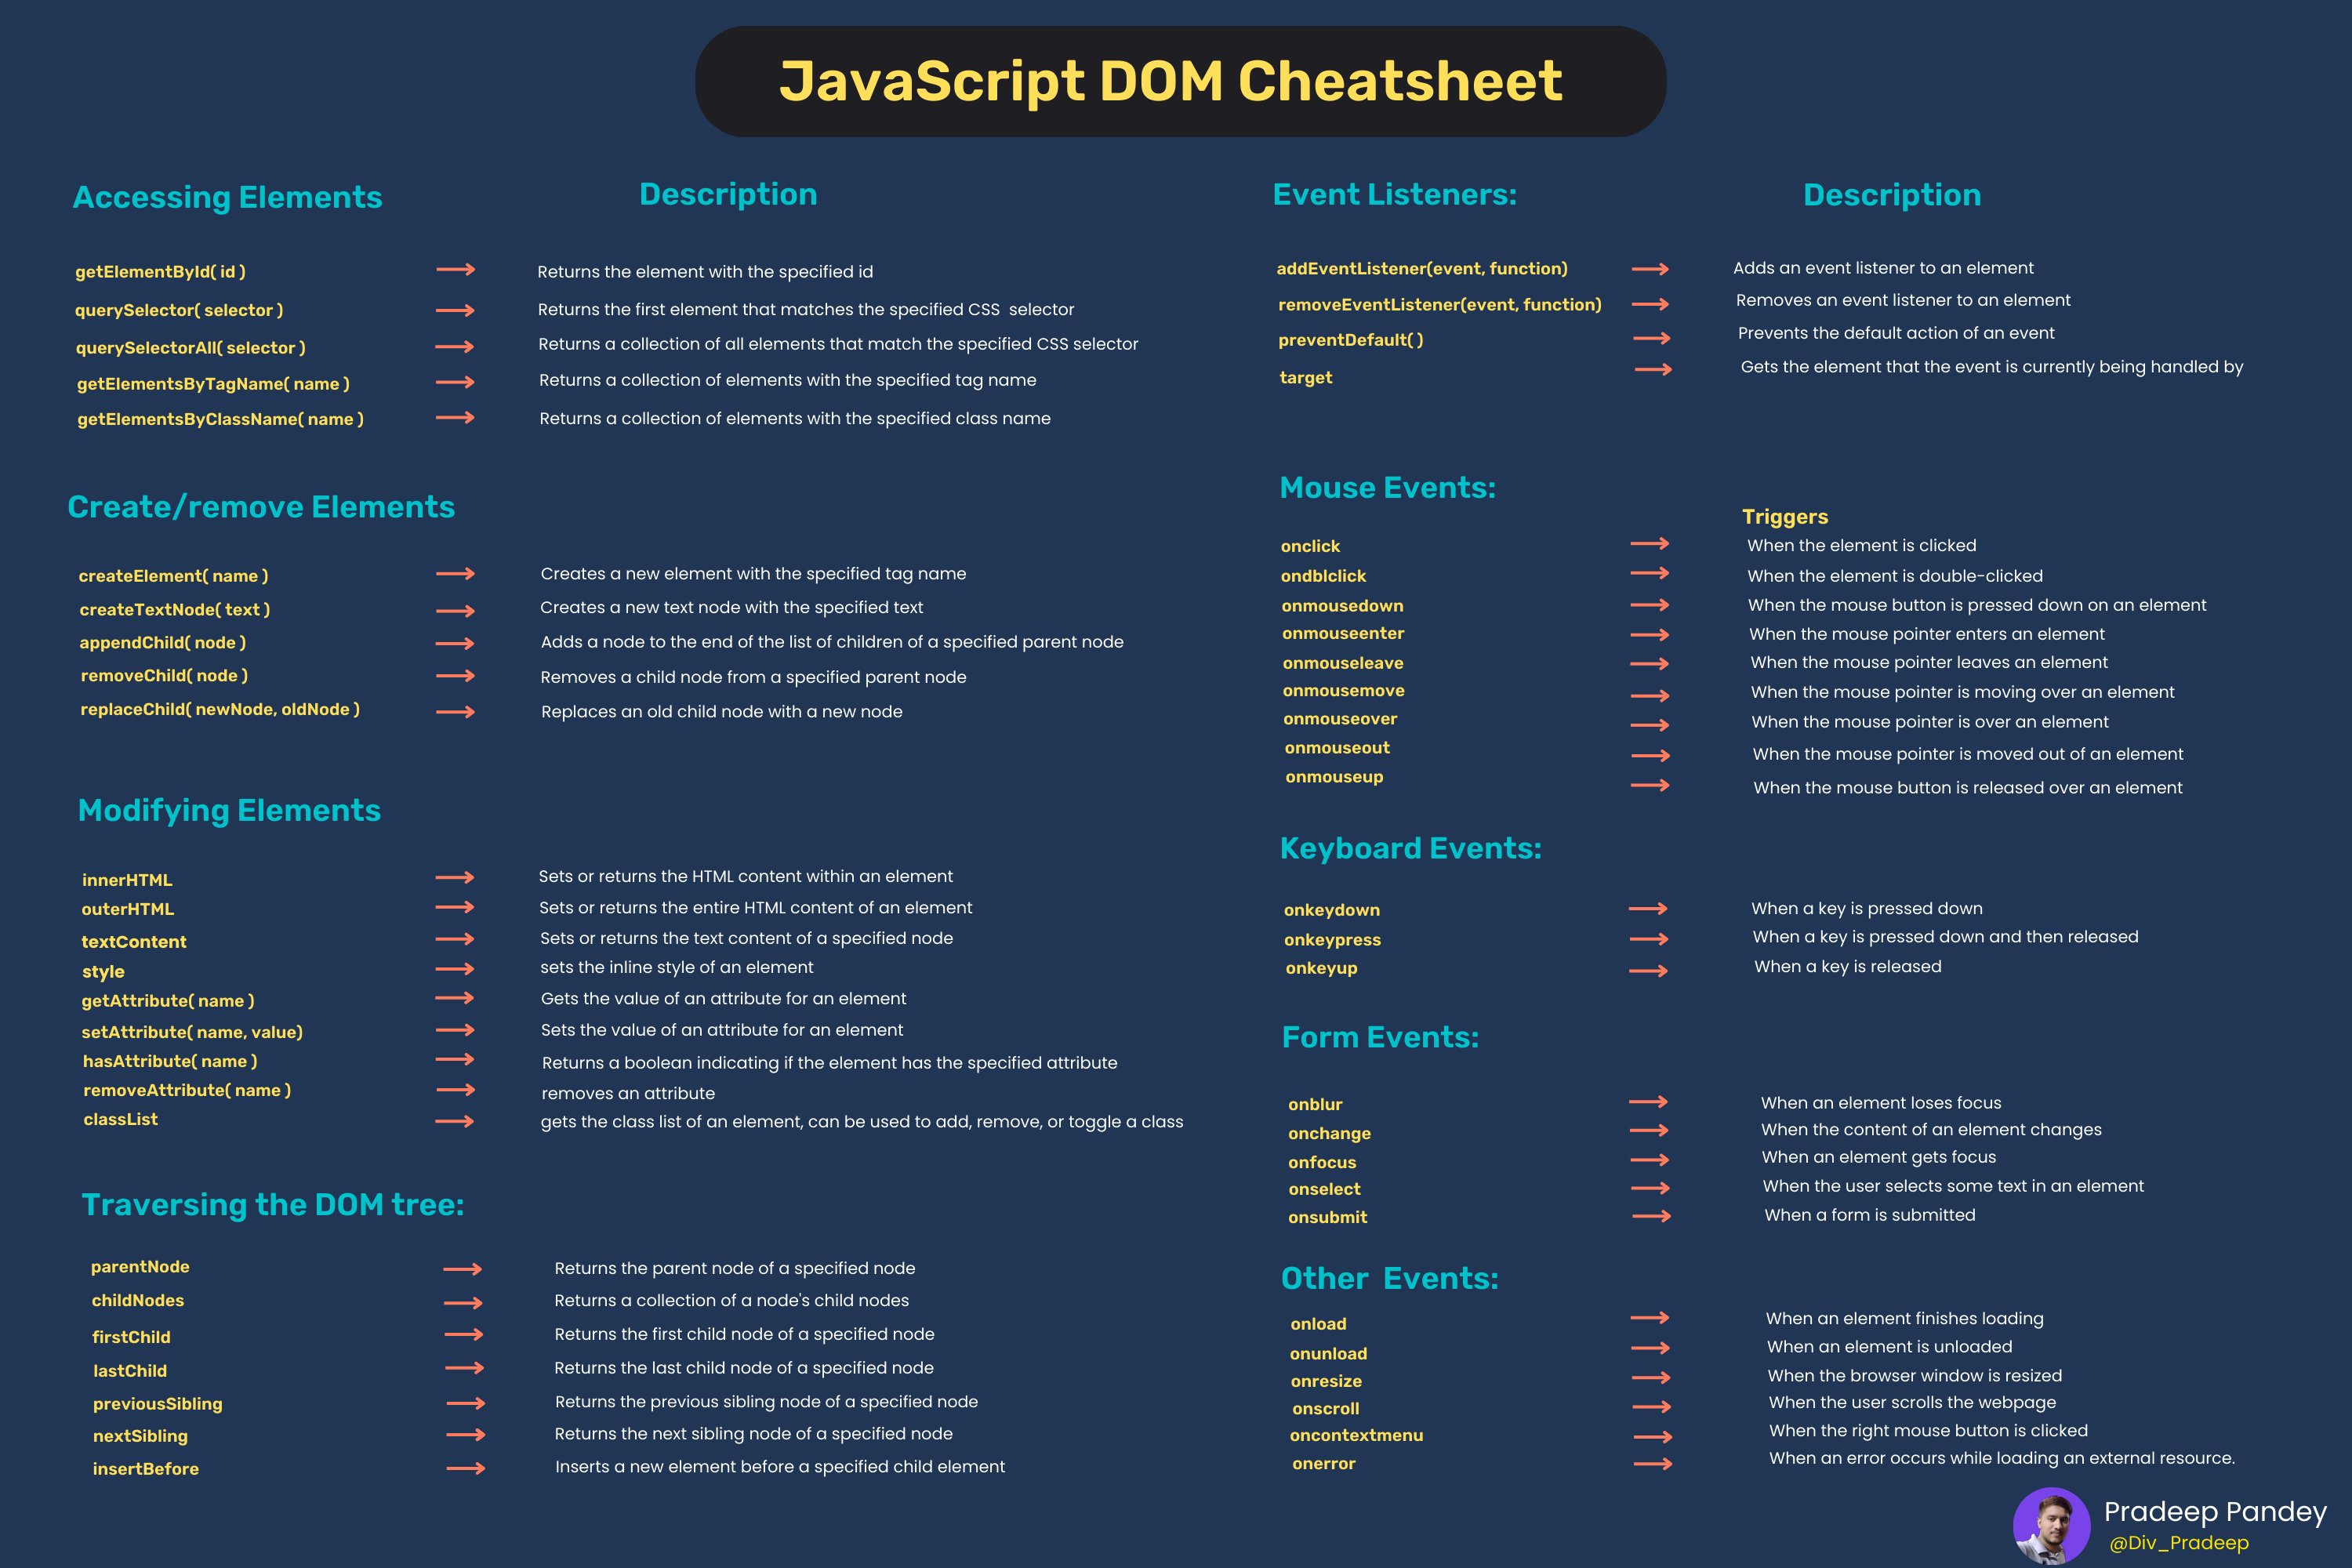 JavaScript DOM Cheatsheet
Accessing Elements Description
getElementById( id ) → Returns the element with the specified id
querySelector( selector ) → Returns the first element that matches the specified CSS selector
querySelectorAll( selector ) → Returns a collection of all elements that match the specified CSS selector
getElementsByTagName( name ) → Returns a collection of elements with the specified tag name
getElementsByClassName( name ) → Returns a collection of elements with the specified class name
Create/remove Elements
createElement( name ) → Creates a new element with the specified tag name
createTextNode( text ) → Creates a new text node with the specified text
appendChild( node ) → Adds a node to the end of the list of children of a specified parent node
removeChild( node ) → Removes a child node from a specified parent node
replaceChild( newNode, oldNode ) → Replaces an old child node with a new node
Modifying Elements
innerHTML → Sets or returns the HTML content within an element
outerHTML → Sets or returns the entire HTML content of an element
textContent → Sets or returns the text content of a specified node
style → sets the inline style of an element
getAttribute( name ) → Gets the value of an attribute for an element
setAttribute( name, value) → Sets the value of an attribute for an element
hasAttribute( name ) → Returns a boolean indicating if the element has the specified attribute
removeAttribute( name ) → removes an attribute
classList → gets the class list of an element, can be used to add, remove, or toggle a class
Traversing the DOM tree:
parentNode → Returns the parent node of a specified node
childNodes → Returns a collection of a node's child nodes
firstChild → Returns the first child node of a specified node
lastChild → Returns the last child node of a specified node
previousSibling → Returns the previous sibling node of a specified node
nextSibling → Returns the next sibling node of a specified node
insertBefore → Inserts a new element before a specified child element
Event Listeners: Description
addEventListener(event, function) → Adds an event listener to an element
removeEventListener(event, function) → Removes an event listener to an element
preventDefault( ) → Prevents the default action of an event
target → Gets the element that the event is currently being handled by
Mouse Events:
Triggers
onclick → When the element is clicked
ondblclick → When the element is double-clicked
onmousedown → When the mouse button is pressed down on an element
onmouseenter → When the mouse pointer enters an element
onmouseleave → When the mouse pointer leaves an element
onmousemove → When the mouse pointer is moving over an element
onmouseover → When the mouse pointer is over an element
onmouseout → When the mouse pointer is moved out of an element
onmouseup → When the mouse button is released over an element
Keyboard Events:
onkeydown → When a key is pressed down
onkeypress → When a key is pressed down and then released
onkeyup → When a key is released
Form Events:
onblur → When an element loses focus
onchange → When the content of an element changes
onfocus → When an element gets focus
onselect → When the user selects some text in an element
onsubmit → When a form is submitted
Other Events:
onload → When an element finishes loading
onunload → When an element is unloaded
onresize → When the browser window is resized
onscroll → When the user scrolls the webpage
oncontextmenu → When the right mouse button is clicked
onerror → When an error occurs while loading an external resource.
Pradeep Pandey
@Div_Pradeep